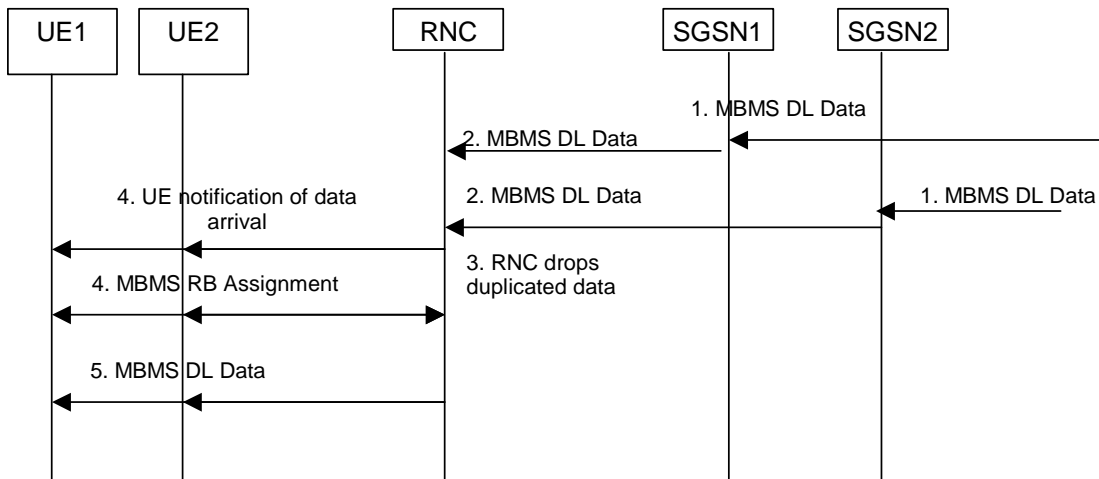 UE1
UE2
RNC
SGSN1
SGSN2
1. MBMS DL Data
2. MBMS DL Data
4. UE notification of data
arrival
2. MBMS DL Data
1. MBMS DL Data
3. RNC drops
duplicated data
4. MBMS RB Assignment
5. MBMS DL Data